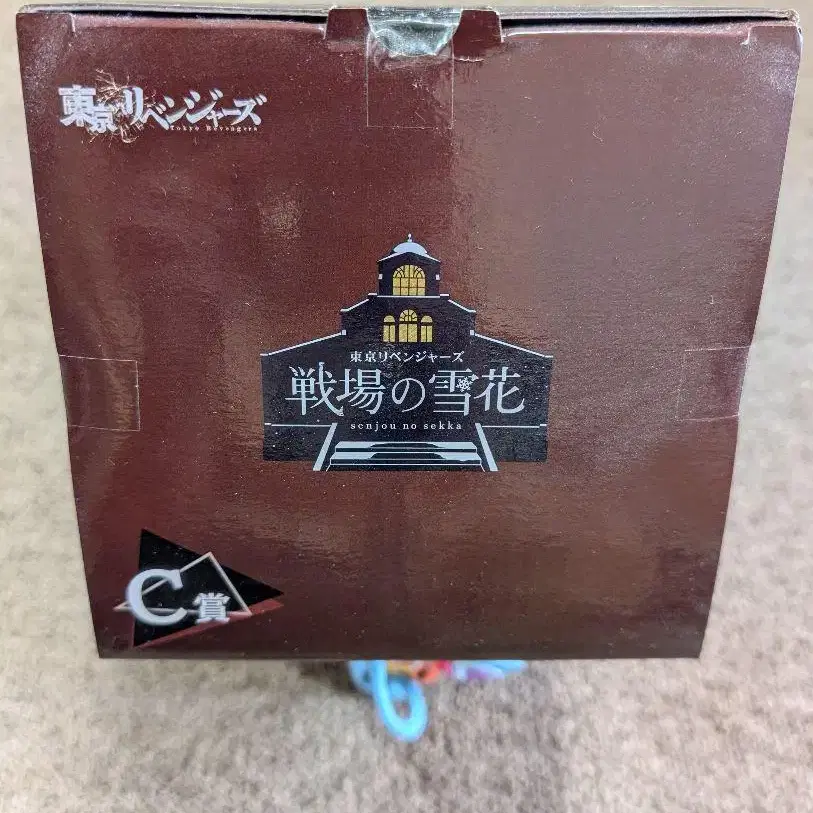 東京リベンジャーズ
Tokyo Revengers
東京リベンジャーズ
戦場の雪花
senjou no sekka
C賞